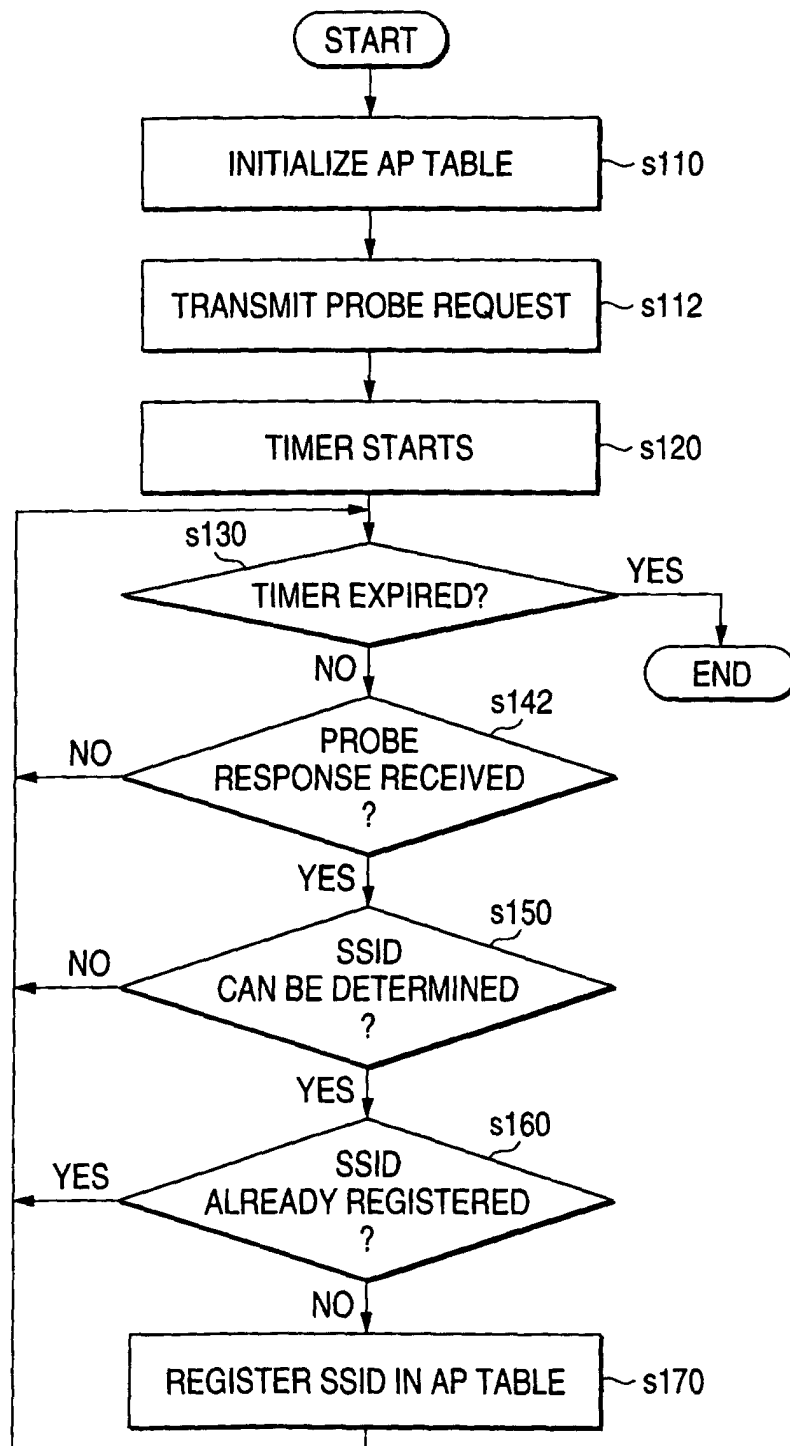 START
INITIALIZE AP TABLE
s110
TRANSMIT PROBE REQUEST
s112
TIMER STARTS
s120
s130
TIMER EXPIRED?
YES
END
NO
s142
PROBE
RESPONSE RECEIVED
?
NO
YES
s150
SSID
CAN BE DETERMINED
?
NO
YES
s160
SSID
ALREADY REGISTERED
?
YES
NO
REGISTER SSID IN AP TABLE
s170